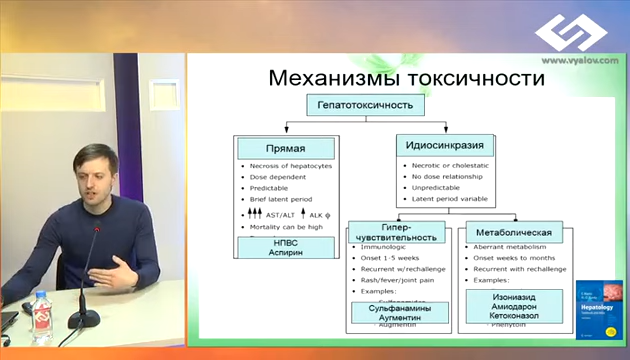 www.vyslov.com
Механизмы токсичности
Гепатотоксичность
Прямая
• Necrosis of hepatocytes
• Dose dependent
• Predictable
• Brief latent period
• AST/ALT ALK φ
• Mortality can be high
НПВС
Аспирин
Идиосинкразия
• Necrotic or cholestatic
• No dose relationship
• Unpredictable
• Latent period variable
Гипер-
чувствительность
• Immunologic
• Onset 1-5 weeks
• Recurrent w/rechallenge
• Rash/fever/joint pain
• Examples:
Сульфанамины
Аугментин
Augmentin
Метаболическая
• Aberrant metabolism
• Onset weeks to months
• Recurrent with rechallenge
• Examples:
Изониазид
Амиодарон
Кетоконазол
Phenytoin
Hepatology